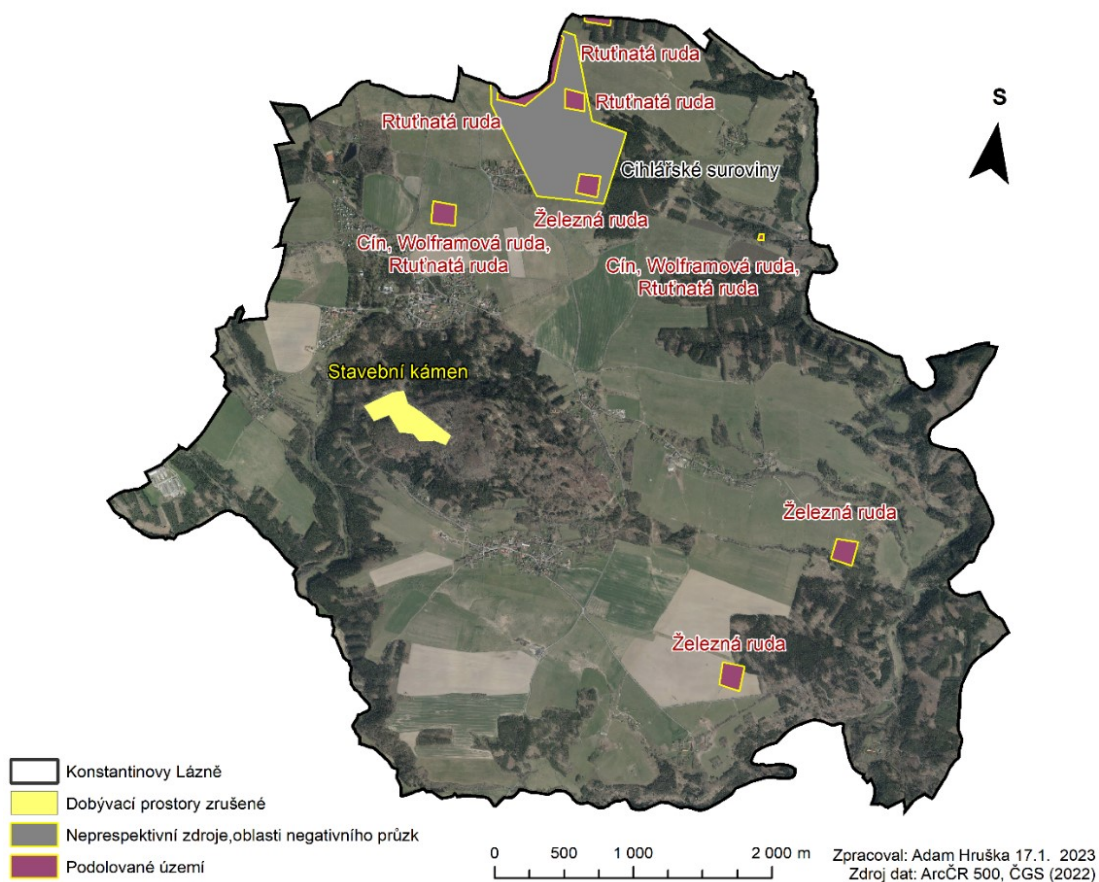 Rtuťnatá ruda
S
Rtuťnatá ruda
Rtuťnatá ruda
Cihlářské suroviny
Železná ruda
Cín, Wolframová ruda,
Rtuťnatá ruda
Cín, Wolframová ruda,
Rtuťnatá ruda
Stavební kámen
Železná ruda
Železná ruda
Konstantinovy Lázně
Dobývací prostory zrušené
Neprespektivní zdroje,oblasti negativního průzk
Podolované území
0 500 1 000 2 000 m
Zpracoval: Adam Hruška 17.1. 2023
Zdroj dat: ArcČR 500, ČGS (2022)